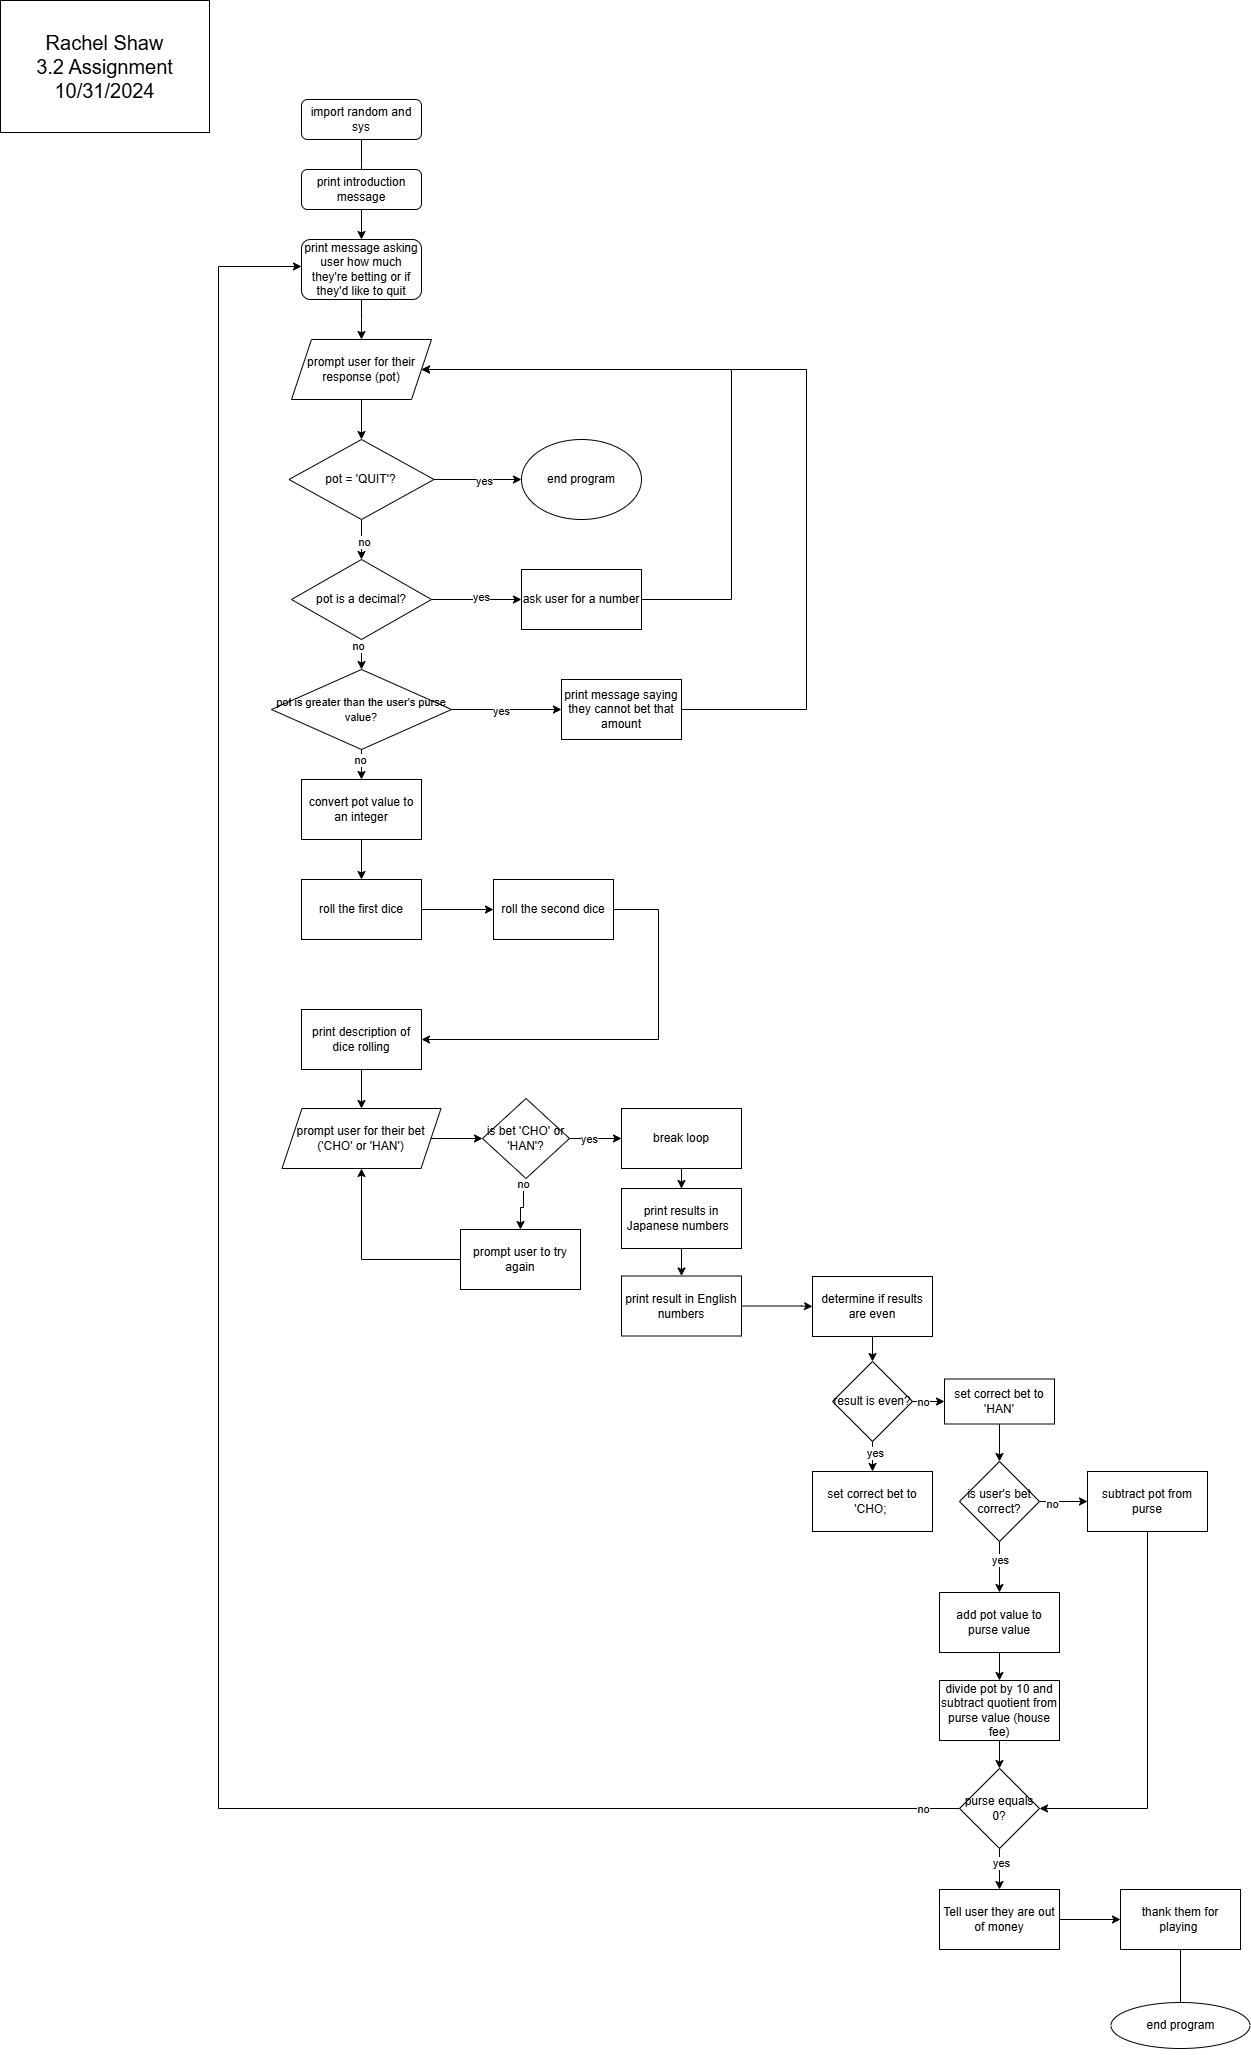 Rachel Shaw
3.2 Assignment
10/31/2024
import random and
sys
print introduction
message
print message asking
user how much
they're betting or if
they'd like to quit
prompt user for their
response (pot)
pot = 'QUIT'?
yes
end program
no
pot is a decimal?
yes
ask user for a number
no
pot is greater than the user's purse
value?
yes
print message saying
they cannot bet that
amount
no
convert pot value to
an integer
roll the first dice
roll the second dice
print description of
dice rolling
prompt user for their bet
('CHO' or 'HAN')
is bet 'CHO' or
'HAN'?
yes
break loop
no
prompt user to try
again
print results in
Japanese numbers
print result in English
numbers
determine if results
are even
result is even?
no
set correct bet to
'HAN'
yes
set correct bet to
'CHO;
is user's bet
correct?
no
subtract pot from
purse
yes
add pot value to
purse value
divide pot by 10 and
subtract quotient from
purse value (house
fee)
purse equals
0?
no
yes
Tell user they are out
of money
thank them for
playing
end program